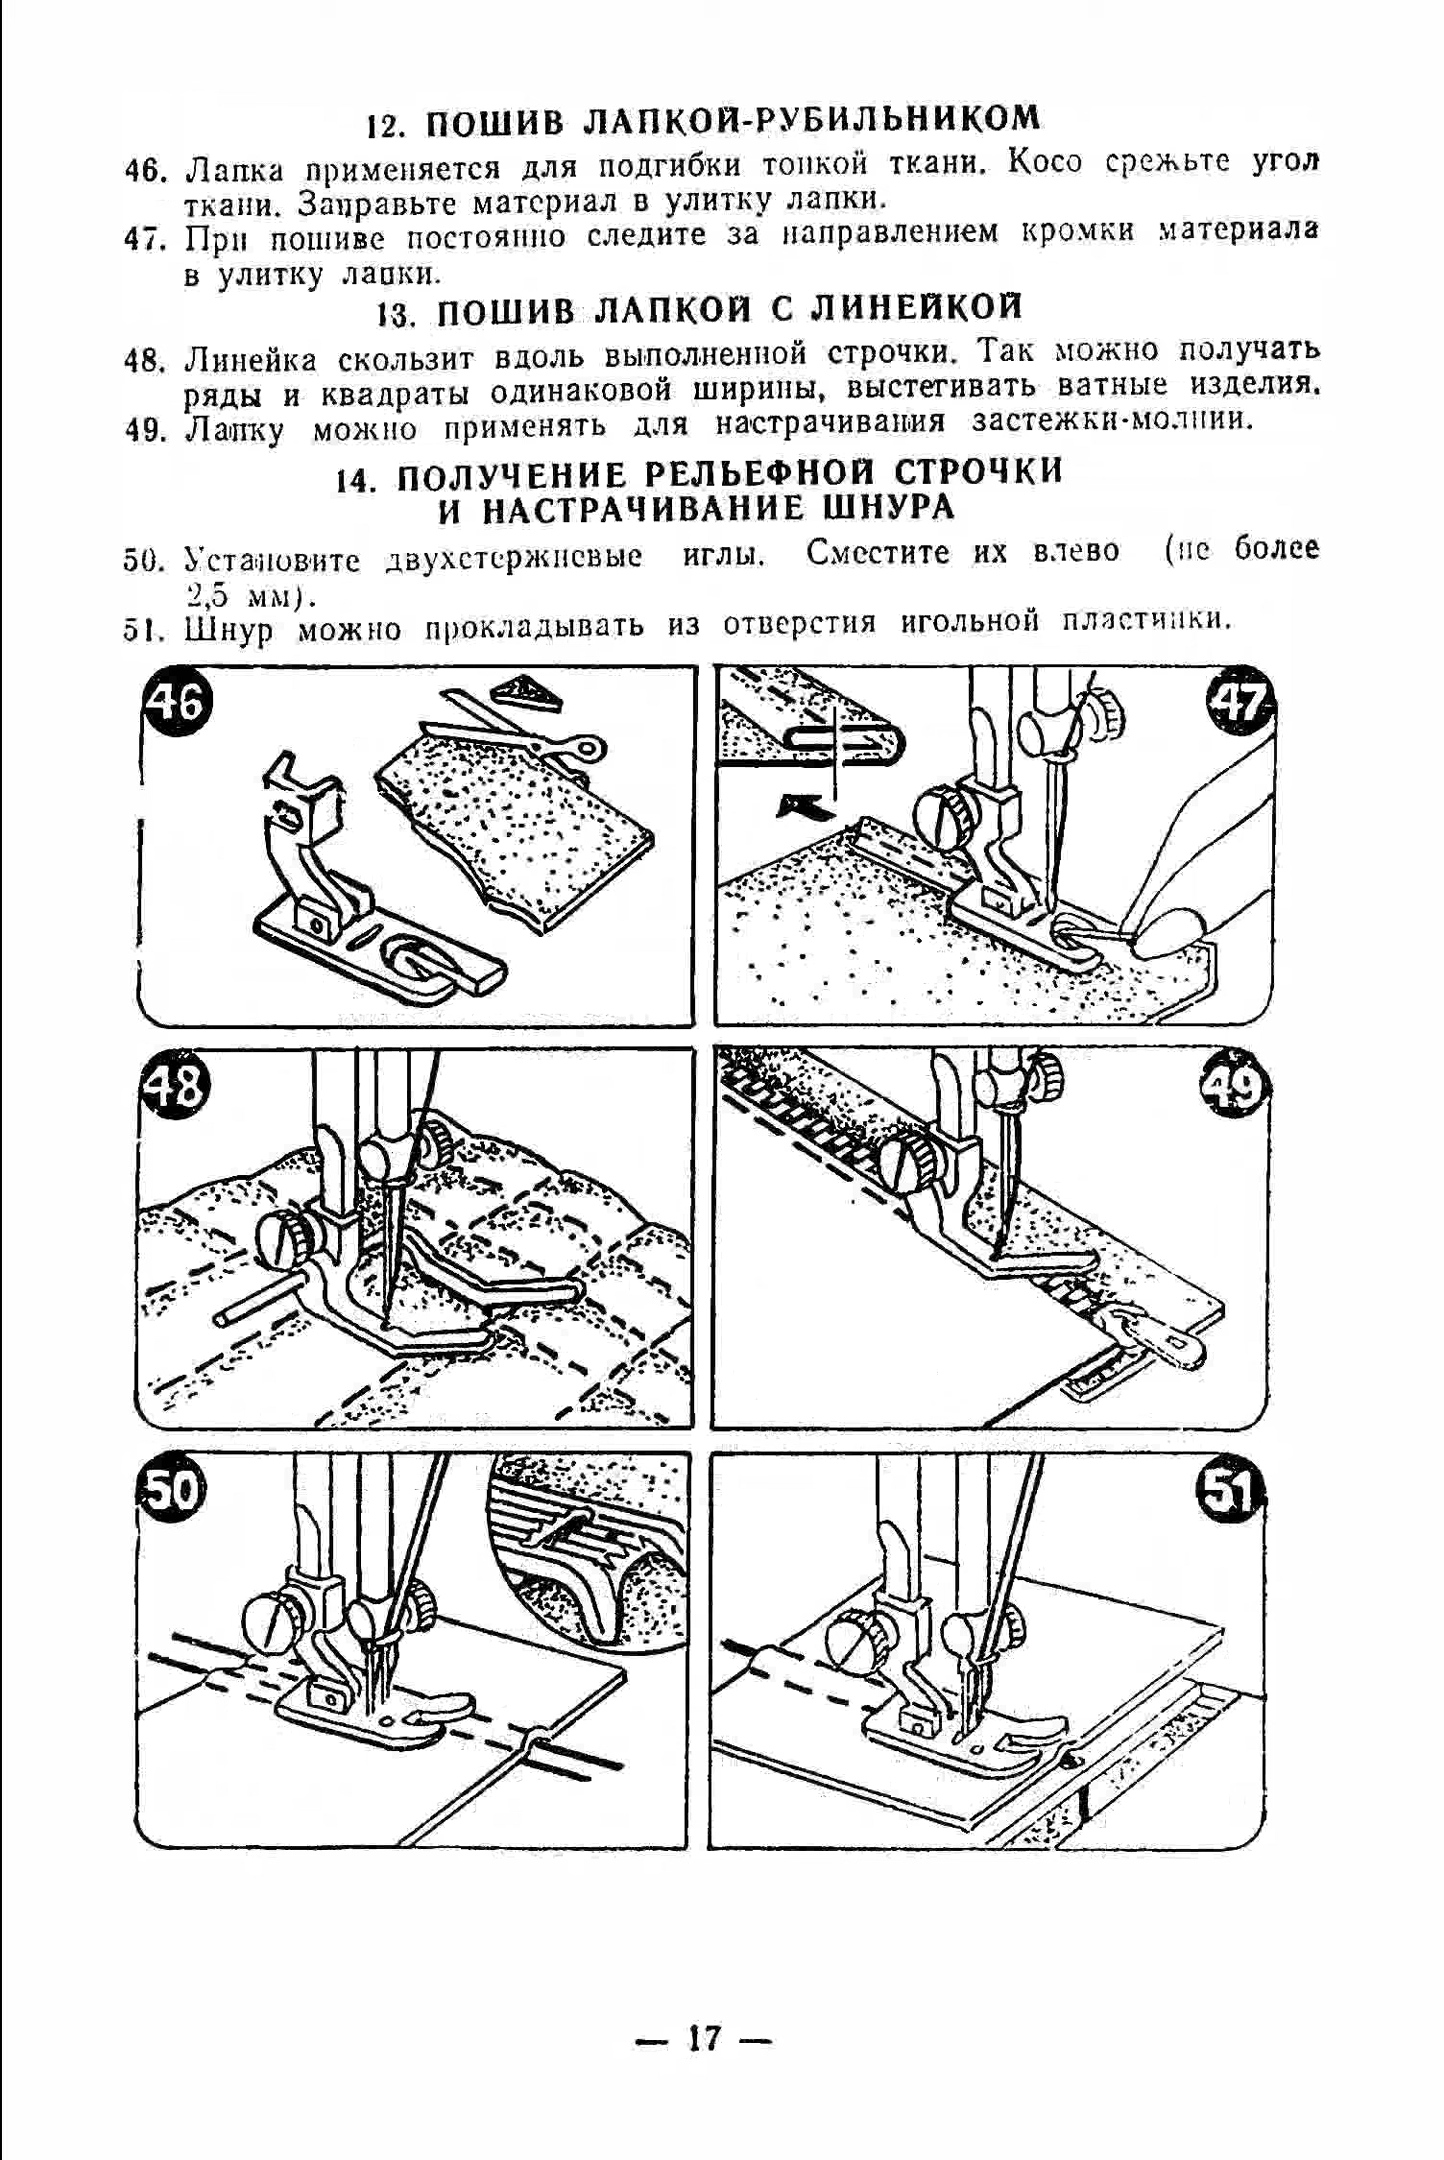 12. ПОШИВ ЛАПКОЙ-РУБИЛЬНИКОМ
46. Лапка применяется для подгибки тонкой ткани. Косо срежьте угол
ткани. Заправьте материал в улитку лапки.
47. При пошиве постоянно следите за направлением кромки материала
в улитку лапки.
13. ПОШИВ ЛАПКОЙ С ЛИНЕЙКОЙ
48. Линейка скользит вдоль выполненной строчки. Так можно получать
ряды и квадраты одинаковой ширины, выстегивать ватные изделия.
49. Лапку можно применять для настрачивания застежки-молнии.
14. ПОЛУЧЕНИЕ РЕЛЬЕФНОЙ СТРОЧКИ
И НАСТРАЧИВАНИЕ ШНУРА
50. Установите двухстержневые иглы. Сместите их влево (не более
2,5 мм).
51. Шнур можно прокладывать из отверстия игольной пластинки.
46
47
48
49
50
51
— 17 —